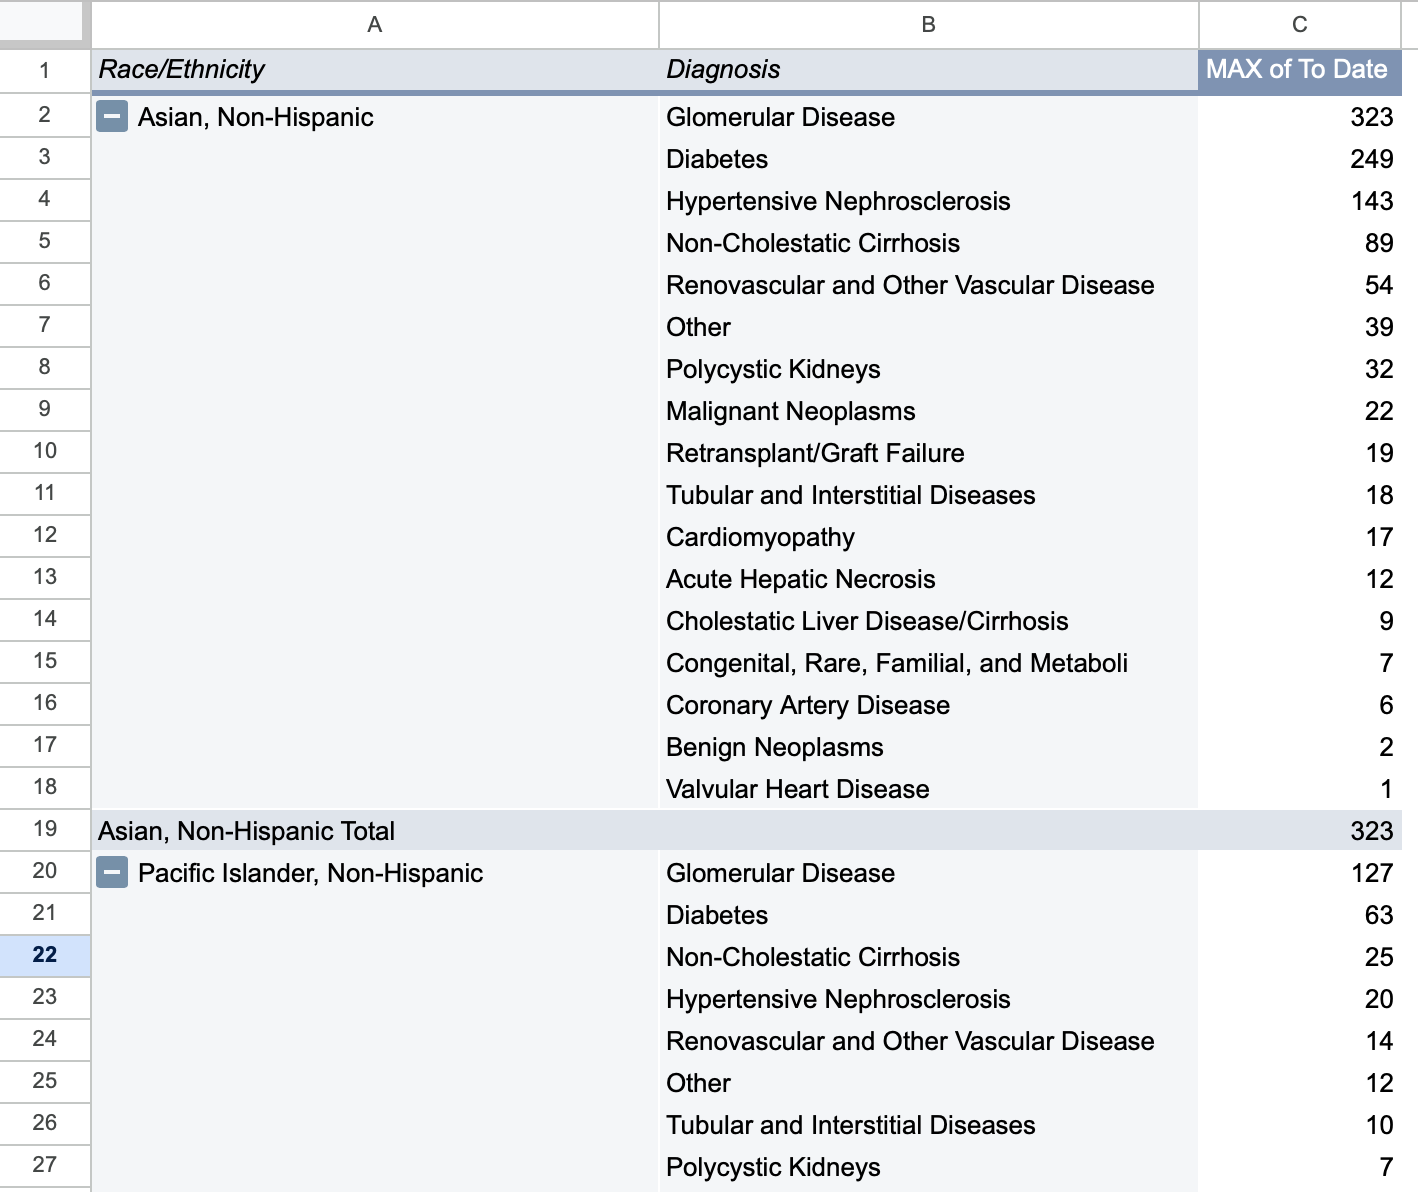 A B C
1 Race/Ethnicity Diagnosis MAX of To Date
2 Asian, Non-Hispanic Glomerular Disease 323
3 Diabetes 249
4 Hypertensive Nephrosclerosis 143
5 Non-Cholestatic Cirrhosis 89
6 Renovascular and Other Vascular Disease 54
7 Other 39
8 Polycystic Kidneys 32
9 Malignant Neoplasms 22
10 Retransplant/Graft Failure 19
11 Tubular and Interstitial Diseases 18
12 Cardiomyopathy 17
13 Acute Hepatic Necrosis 12
14 Cholestatic Liver Disease/Cirrhosis 9
15 Congenital, Rare, Familial, and Metaboli 7
16 Coronary Artery Disease 6
17 Benign Neoplasms 2
18 Valvular Heart Disease 1
19 Asian, Non-Hispanic Total 323
20 Pacific Islander, Non-Hispanic Glomerular Disease 127
21 Diabetes 63
22 Non-Cholestatic Cirrhosis 25
23 Hypertensive Nephrosclerosis 20
24 Renovascular and Other Vascular Disease 14
25 Other 12
26 Tubular and Interstitial Diseases 10
27 Polycystic Kidneys 7